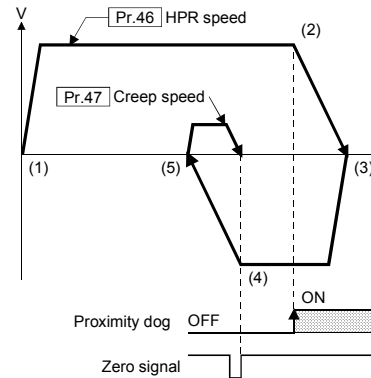 V
Pr.46 HPR speed
(2)
Pr.47 Creep speed
(1)
(5)
(3)
(4)
ON
Proximity dog OFF
Zero signal